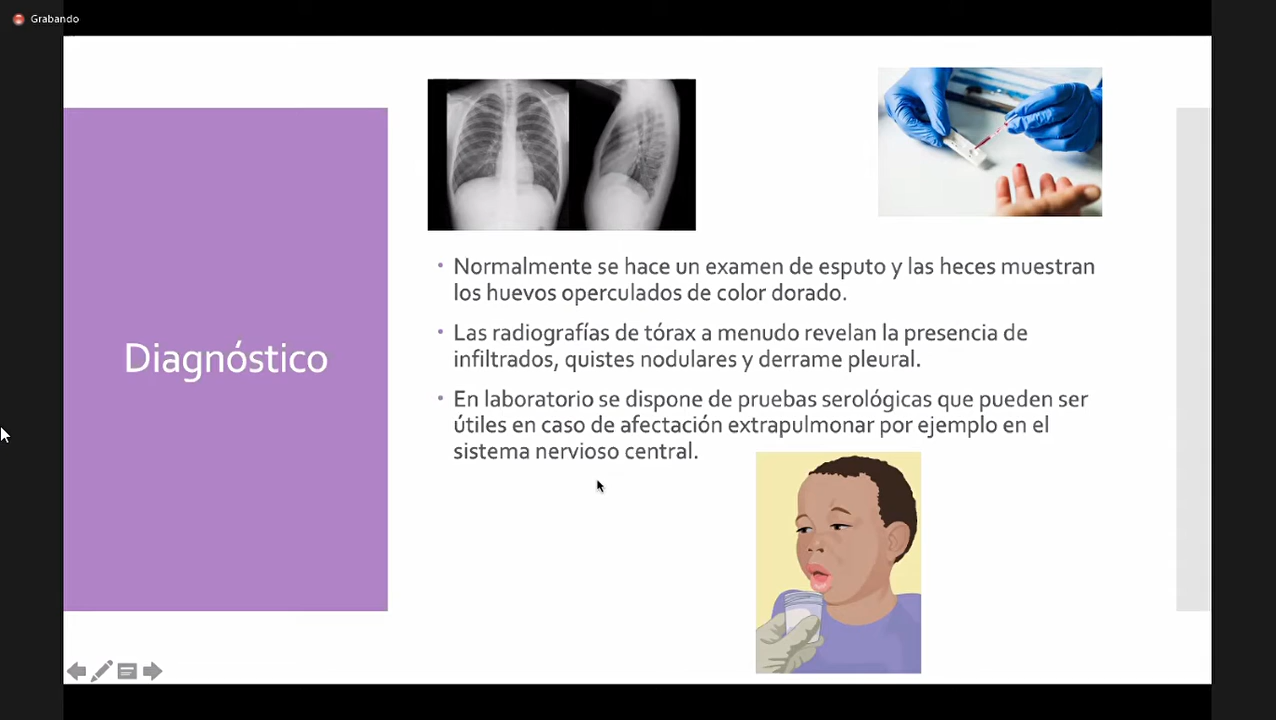 Grabando
Diagnóstico
Normalmente se hace un examen de esputo y las heces muestran
los huevos operculados de color dorado.
Las radiografías de tórax a menudo revelan la presencia de
infiltrados, quistes nodulares y derrame pleural.
En laboratorio se dispone de pruebas serológicas que pueden ser
útiles en caso de afectación extrapulmonar por ejemplo en el
sistema nervioso central.